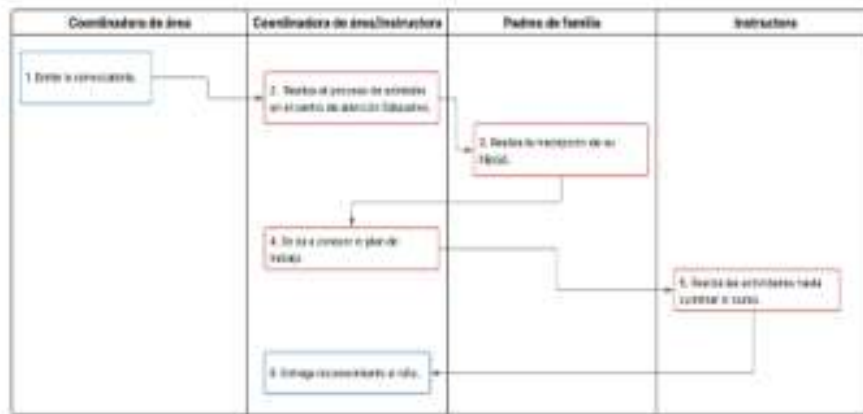 Coordinadora de área
Coordinadora de área/Instructora
Padres de familia
Instructora
1. Emite la convocatoria.
2. Realiza el proceso de
en el centro de atención Educativo.
3. Realiza la inscripción de su
4. Se da a conocer el plan de
trabajo.
5. Realiza las actividades hasta
culminar el curso.
6. Entrega reconocimiento al niño.